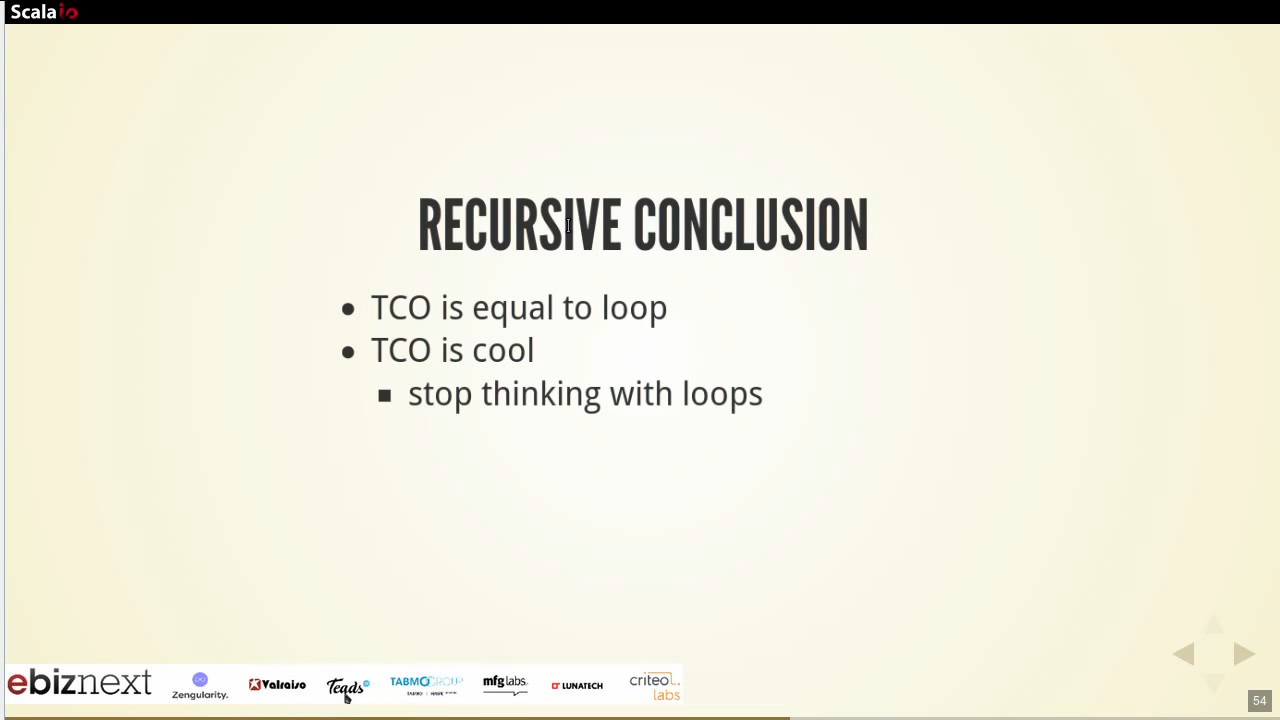 Scalaio
RECURSIVE CONCLUSION
TCO is equal to loop
TCO is cool
stop thinking with loops
ebiznext
Zengularity.
Valraiso
Teads
TABMO GROUP
mfg labs.
LUNATECH
criteo.
labs
54